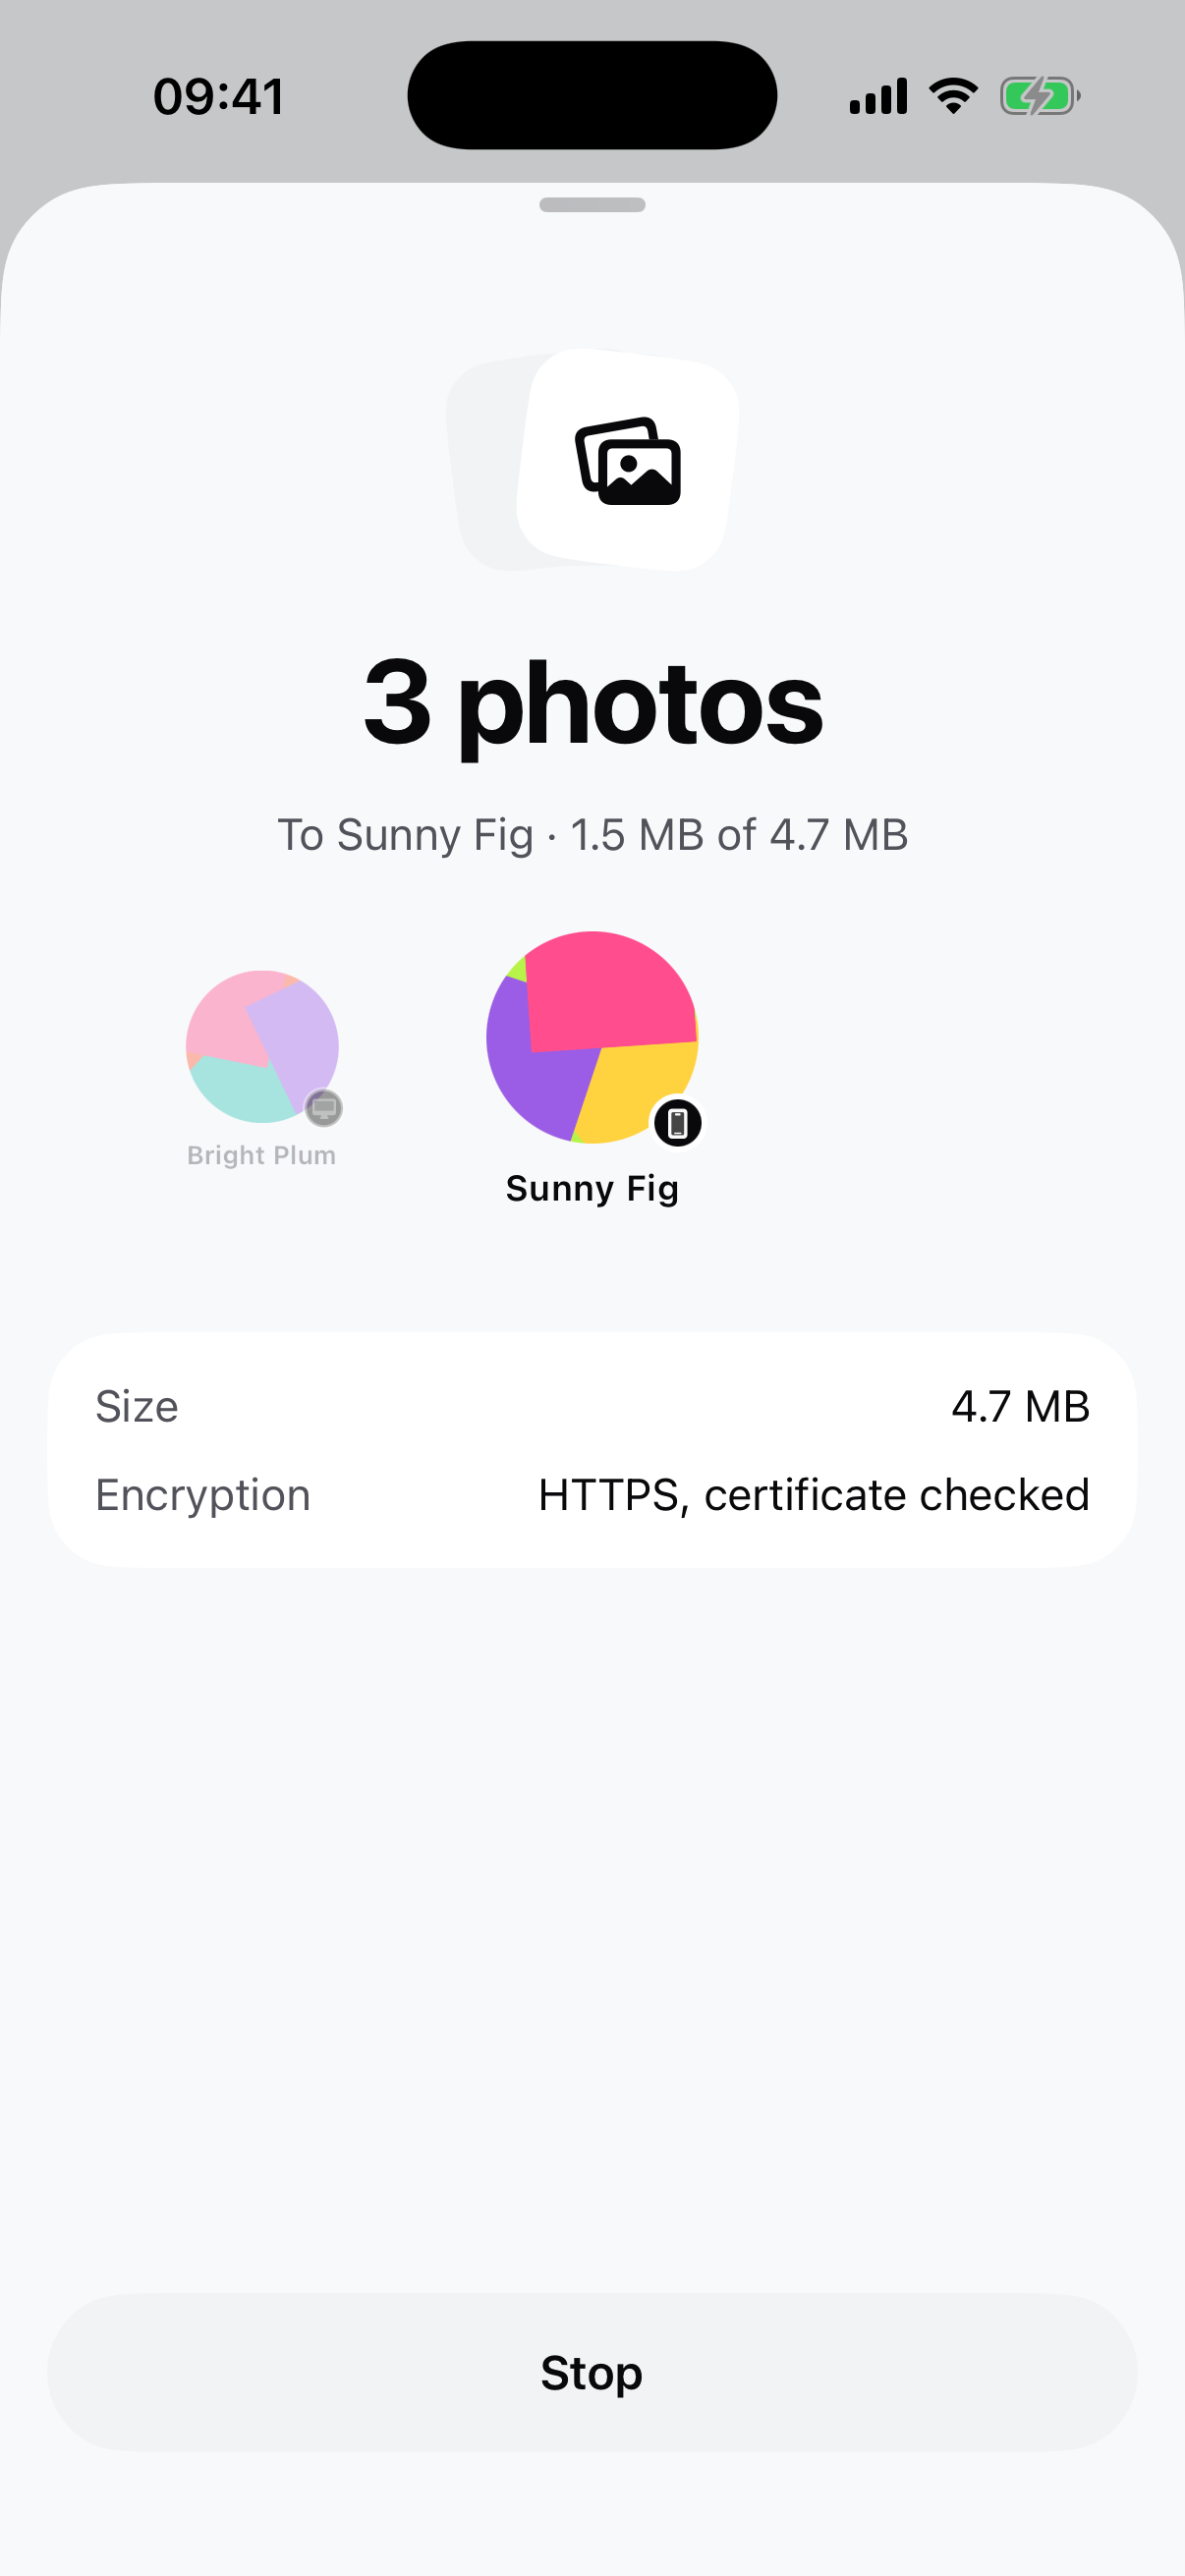 09:41
3 photos
To Sunny Fig · 1.5 MB of 4.7 MB
Bright Plum
Sunny Fig
Size 4.7 MB
Encryption HTTPS, certificate checked
Stop